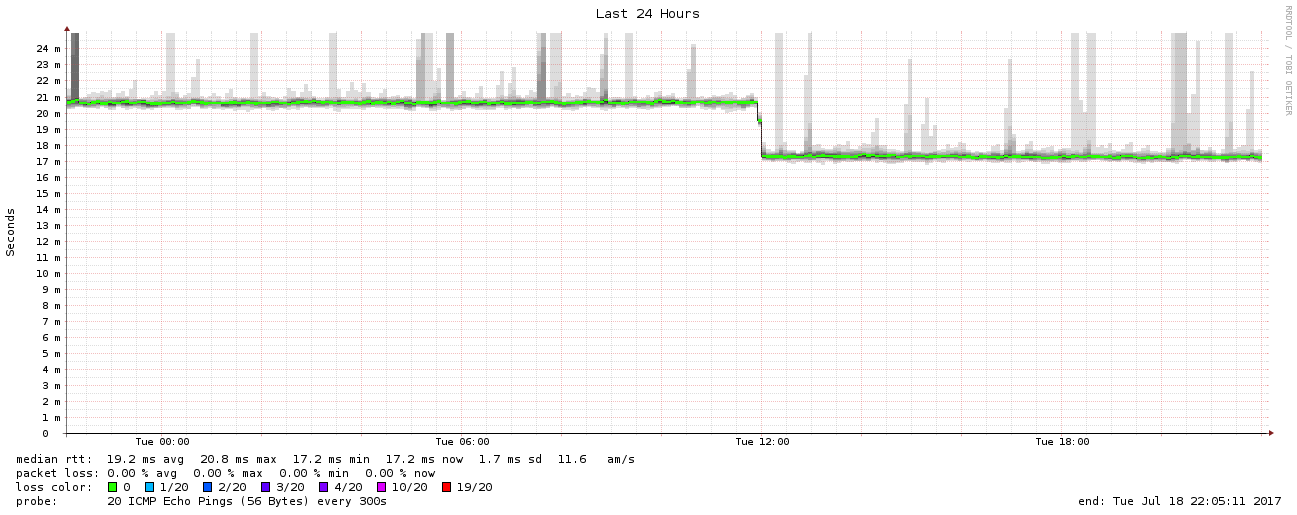 Last 24 Hours
RRDTOOL / TOBI OETIKER
Seconds
24 m
23 m
22 m
21 m
20 m
19 m
18 m
17 m
16 m
15 m
14 m
13 m
12 m
11 m
10 m
9 m
8 m
7 m
6 m
5 m
4 m
3 m
2 m
1 m
0
Tue 00:00 Tue 06:00 Tue 12:00 Tue 18:00
median rtt: 19.2 ms avg 20.8 ms max 17.2 ms min 17.2 ms now 1.7 ms sd 11.6 am/s
packet loss: 0.00 % avg 0.00 % max 0.00 % min 0.00 % now
loss color: 0 1/20 2/20 3/20 4/20 10/20 19/20
probe: 20 ICMP Echo Pings (56 Bytes) every 300s end: Tue Jul 18 22:05:11 2017